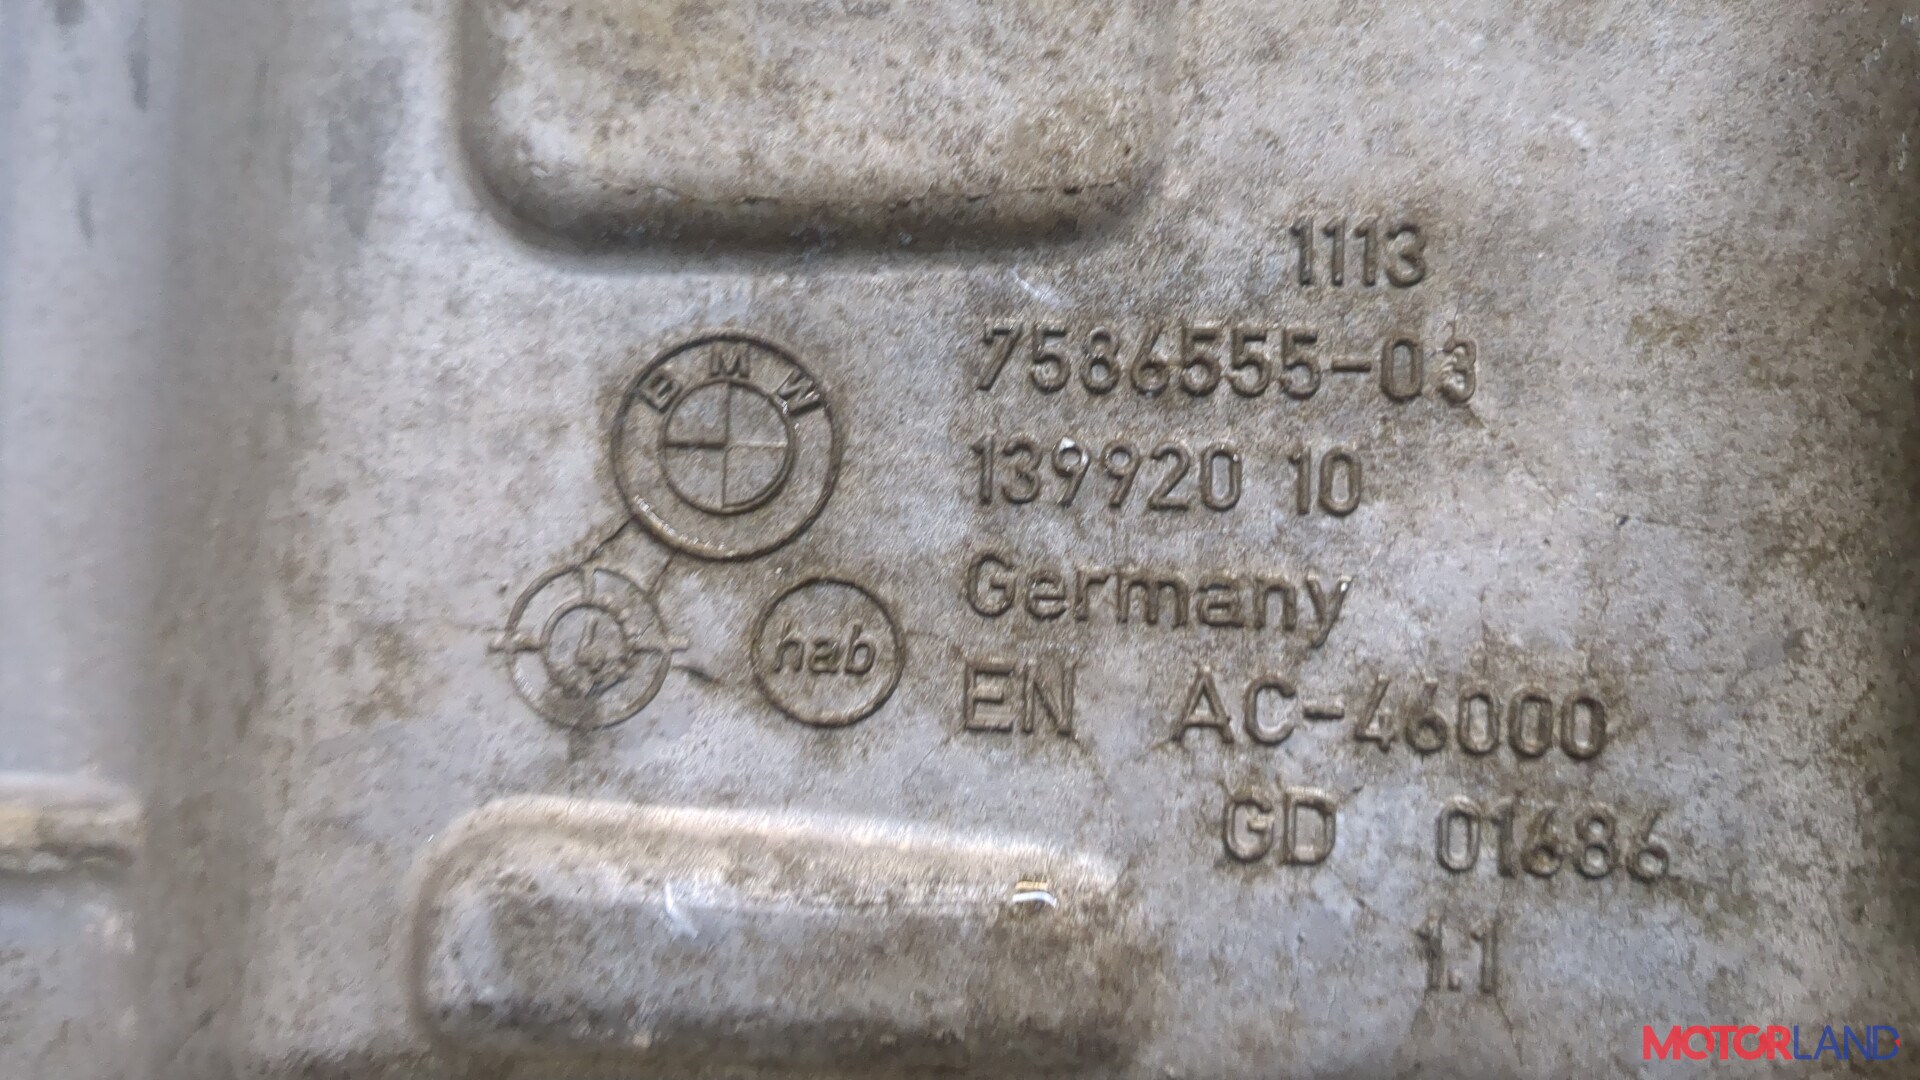 1113
7586555-03
BMW
139920 10
Germany
hab
EN AC-46000
GD 01686
1.1
MOTORLAND